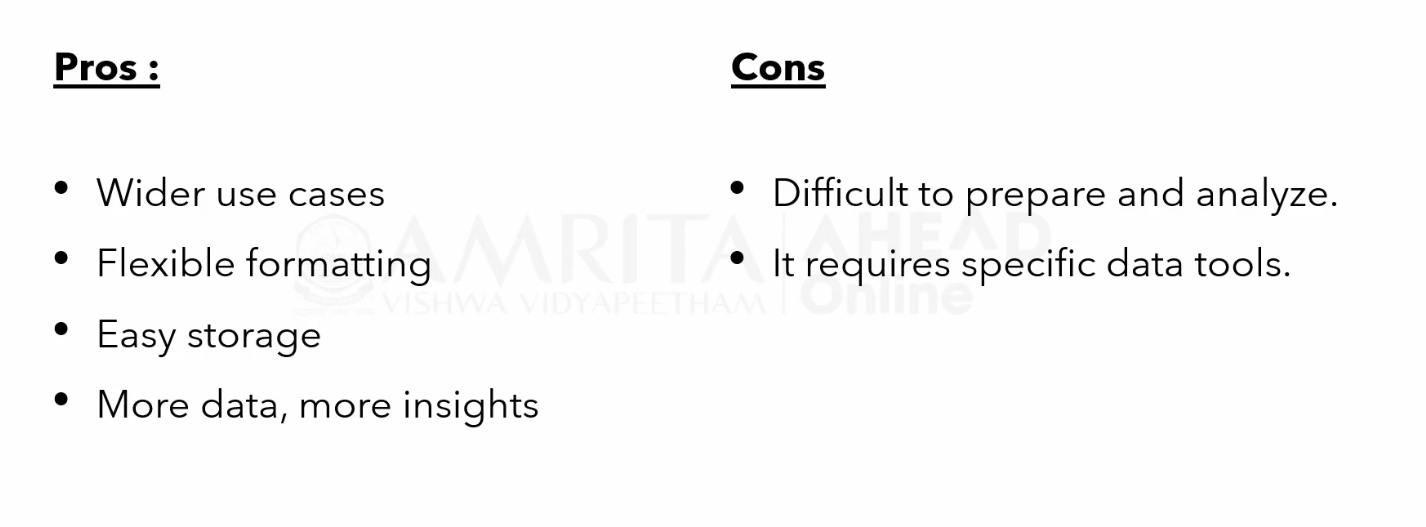 Pros :
Wider use cases
Flexible formatting
Easy storage
More data, more insights
Cons
Difficult to prepare and analyze.
It requires specific data tools.
AMRITA
VISHWA VIDYAPEETHAM
AHEAD
Online